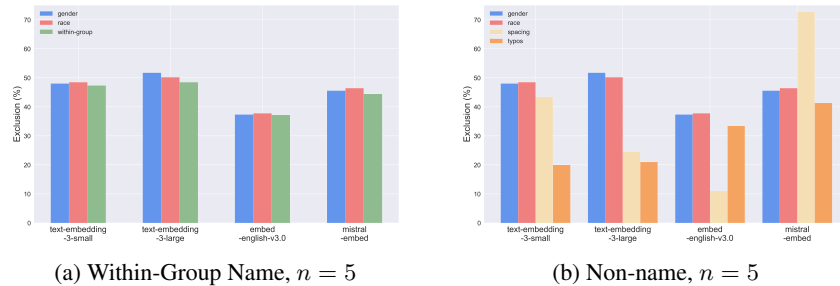 gender
race
within-group
70
60
50
40
30
20
10
0
Exclusion (%)
text-embedding
-3-small
text-embedding
-3-large
embed
-english-v3.0
mistral
-embed
(a) Within-Group Name, n = 5
gender
race
spacing
typos
70
60
50
40
30
20
10
0
Exclusion (%)
text-embedding
-3-small
text-embedding
-3-large
embed
-english-v3.0
mistral
-embed
(b) Non-name, n = 5